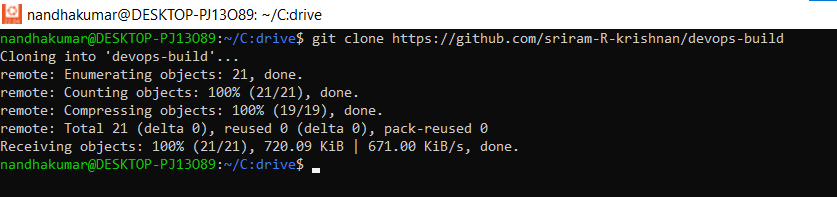 nandhakumar@DESKTOP-PJ13O89: ~/C:drive
nandhakumar@DESKTOP-PJ13O89:~/C:drive$ git clone https://github.com/sriram-R-krishnan/devops-build
Cloning into 'devops-build'...
remote: Enumerating objects: 21, done.
remote: Counting objects: 100% (21/21), done.
remote: Compressing objects: 100% (19/19), done.
remote: Total 21 (delta 0), reused 0 (delta 0), pack-reused 0
Receiving objects: 100% (21/21), 720.09 KiB | 671.00 KiB/s, done.
nandhakumar@DESKTOP-PJ13O89:~/C:drive$